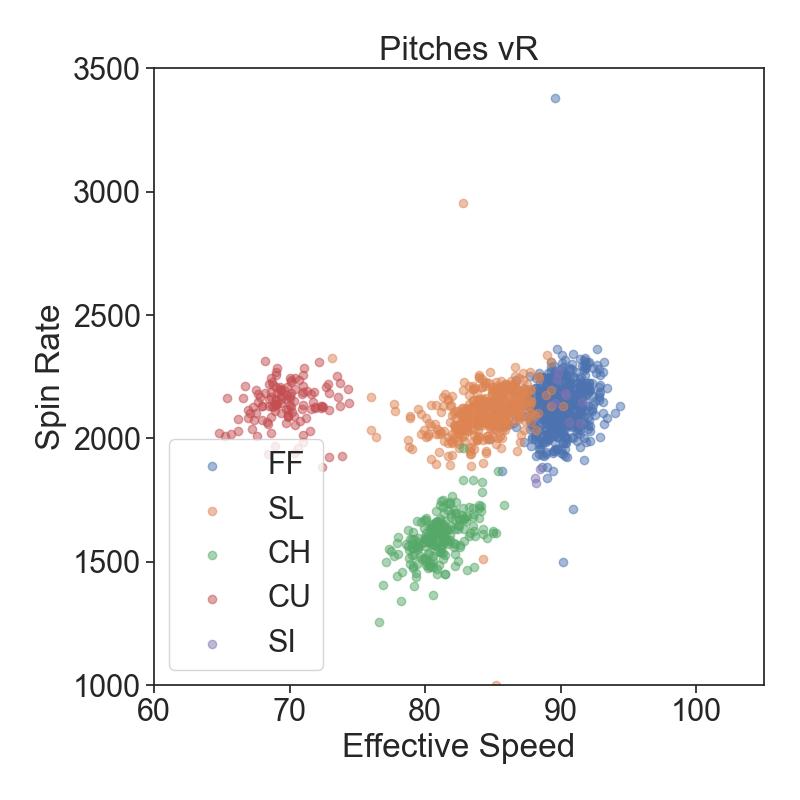 Pitches vR
3500
3000
2500
2000
1500
1000
Spin Rate
FF
SL
CH
CU
SI
60 70 80 90 100
Effective Speed